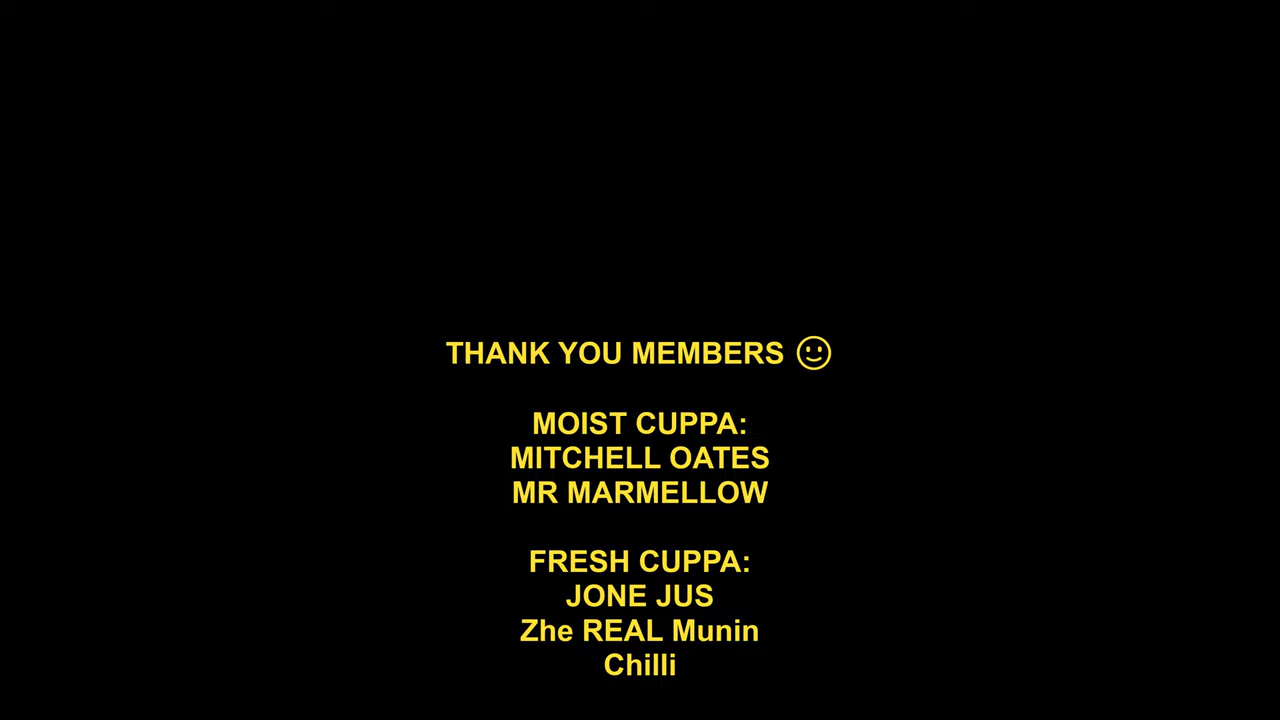 THANK YOU MEMBERS ☺
MOIST CUPPA:
MITCHELL OATES
MR MARMELLOW
FRESH CUPPA:
JONE JUS
Zhe REAL Munin
Chilli